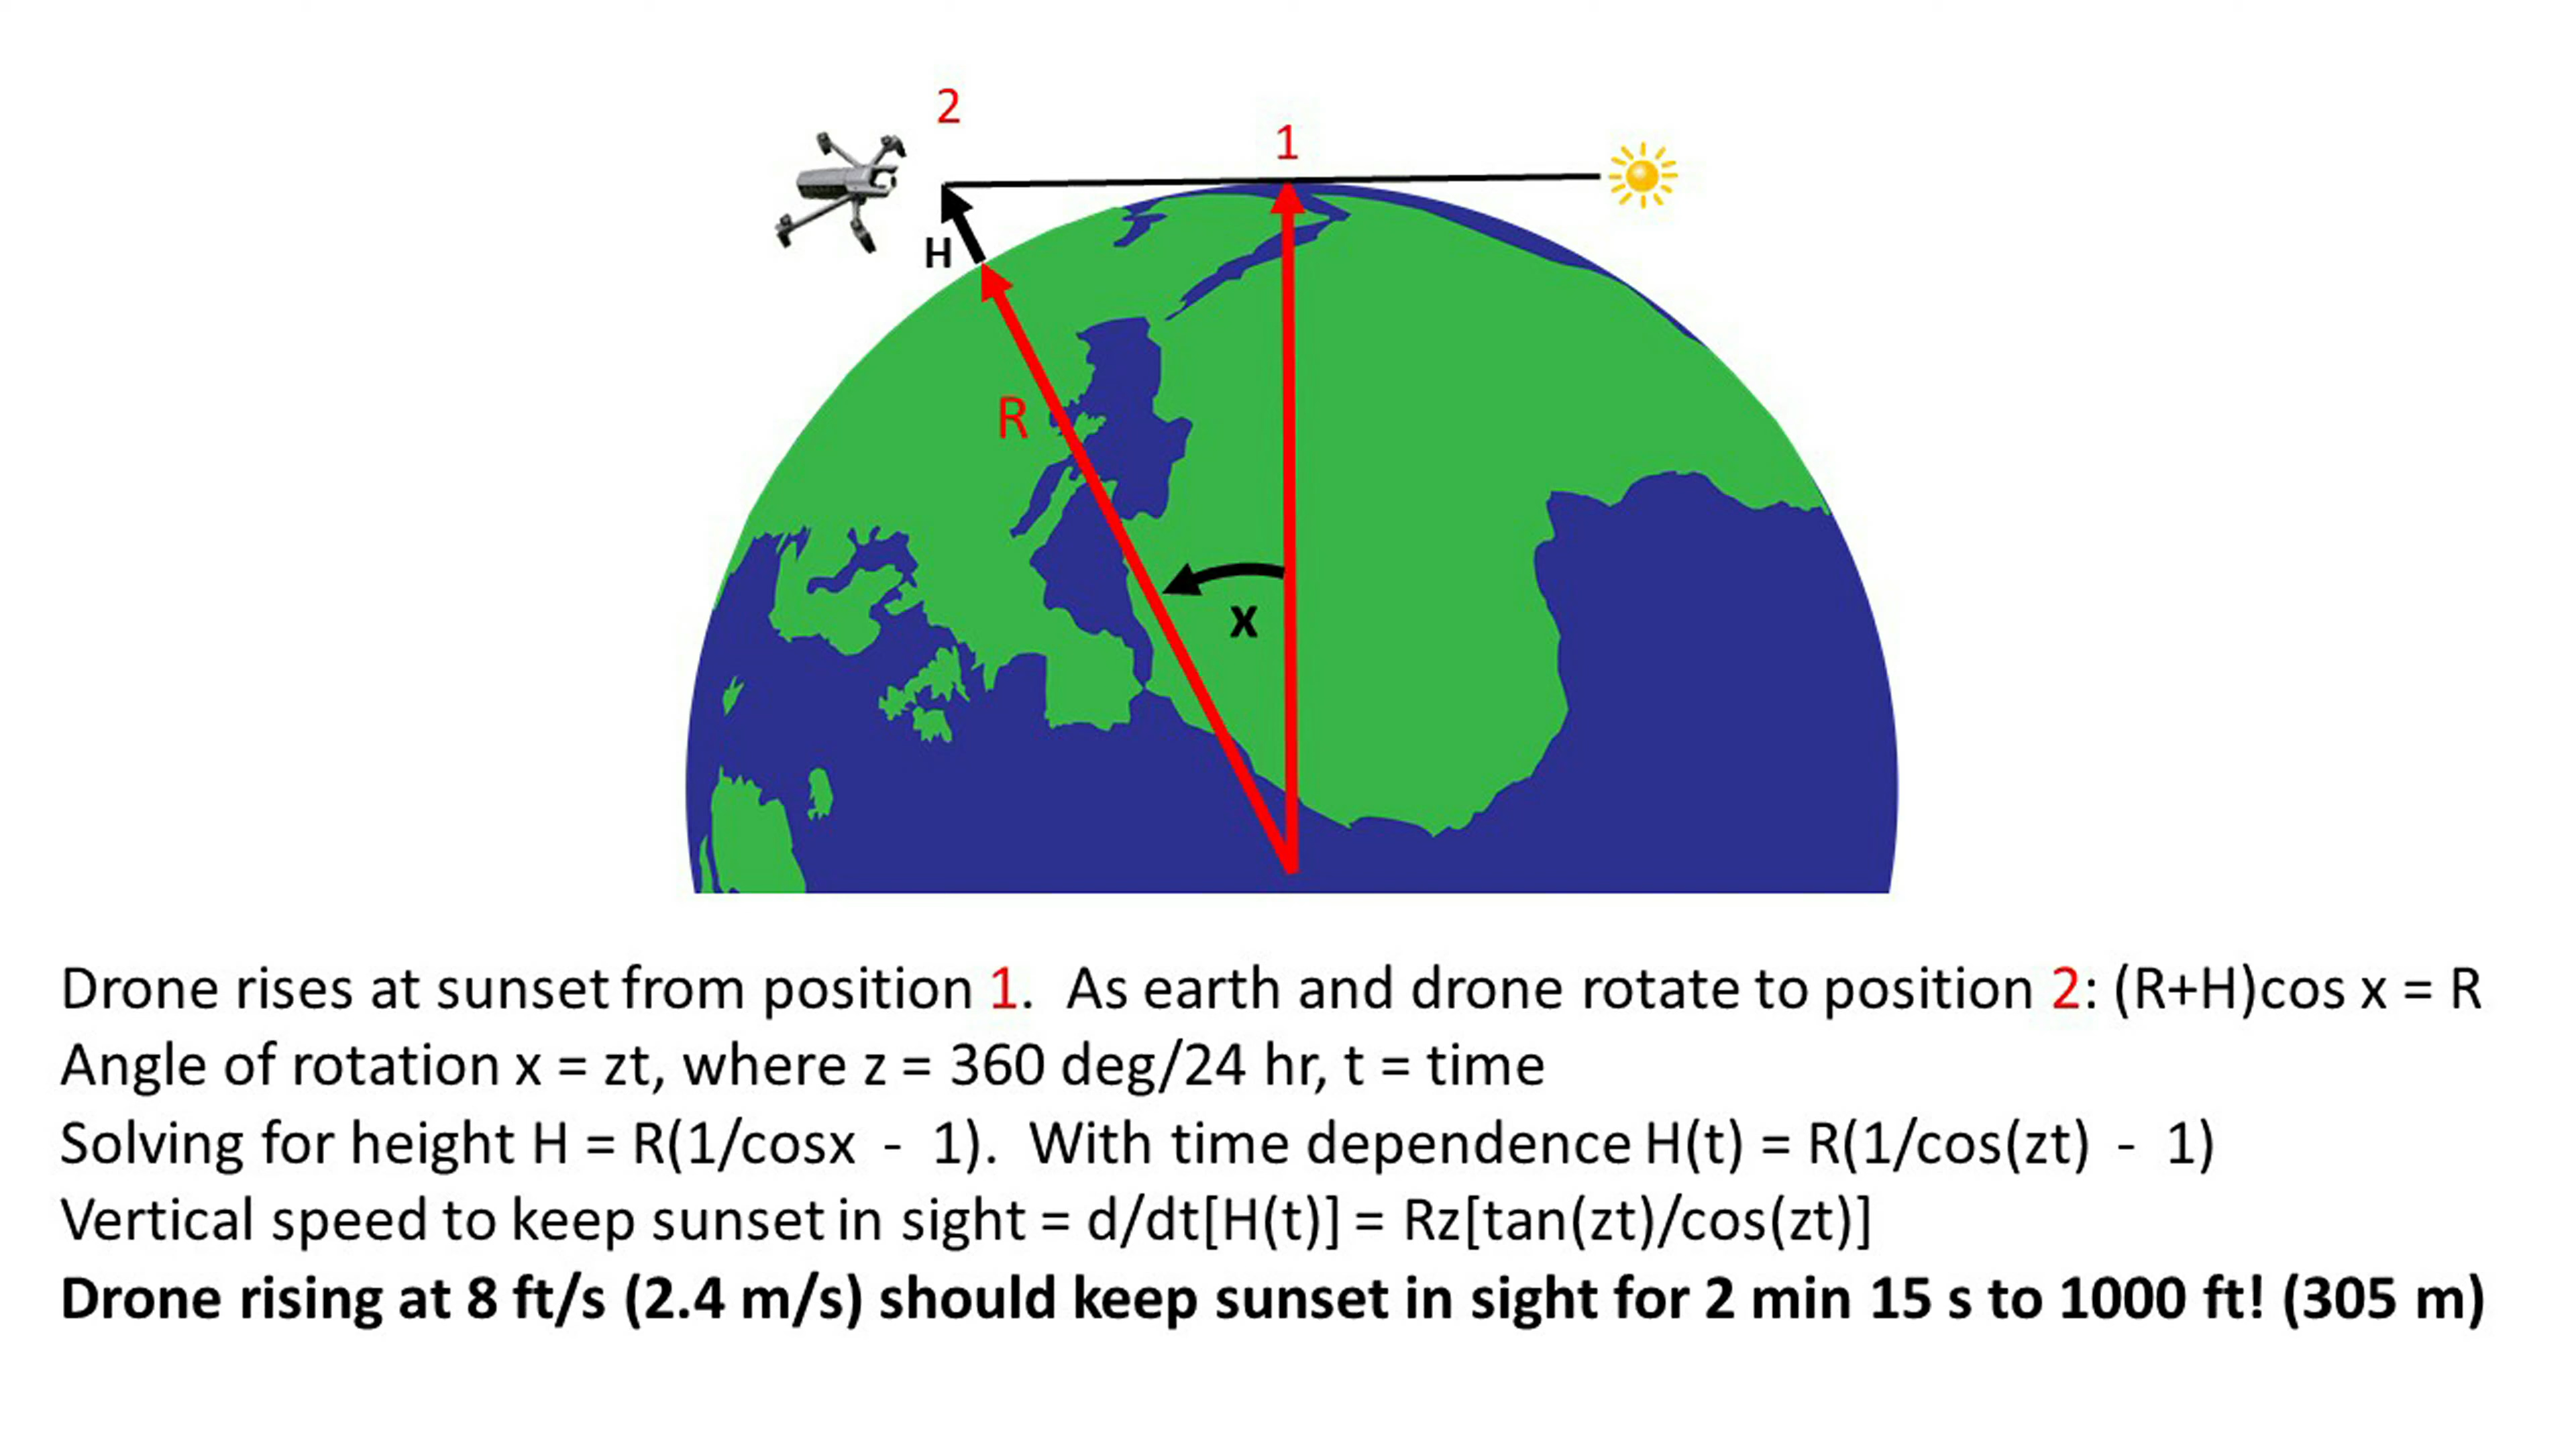 2
1
H
R
x
Drone rises at sunset from position 1. As earth and drone rotate to position 2: (R+H)cos x = R
Angle of rotation x = zt, where z = 360 deg/24 hr, t = time
Solving for height H = R(1/cosx - 1). With time dependence H(t) = R(1/cos(zt) - 1)
Vertical speed to keep sunset in sight = d/dt[H(t)] = Rz[tan(zt)/cos(zt)]
Drone rising at 8 ft/s (2.4 m/s) should keep sunset in sight for 2 min 15 s to 1000 ft! (305 m)